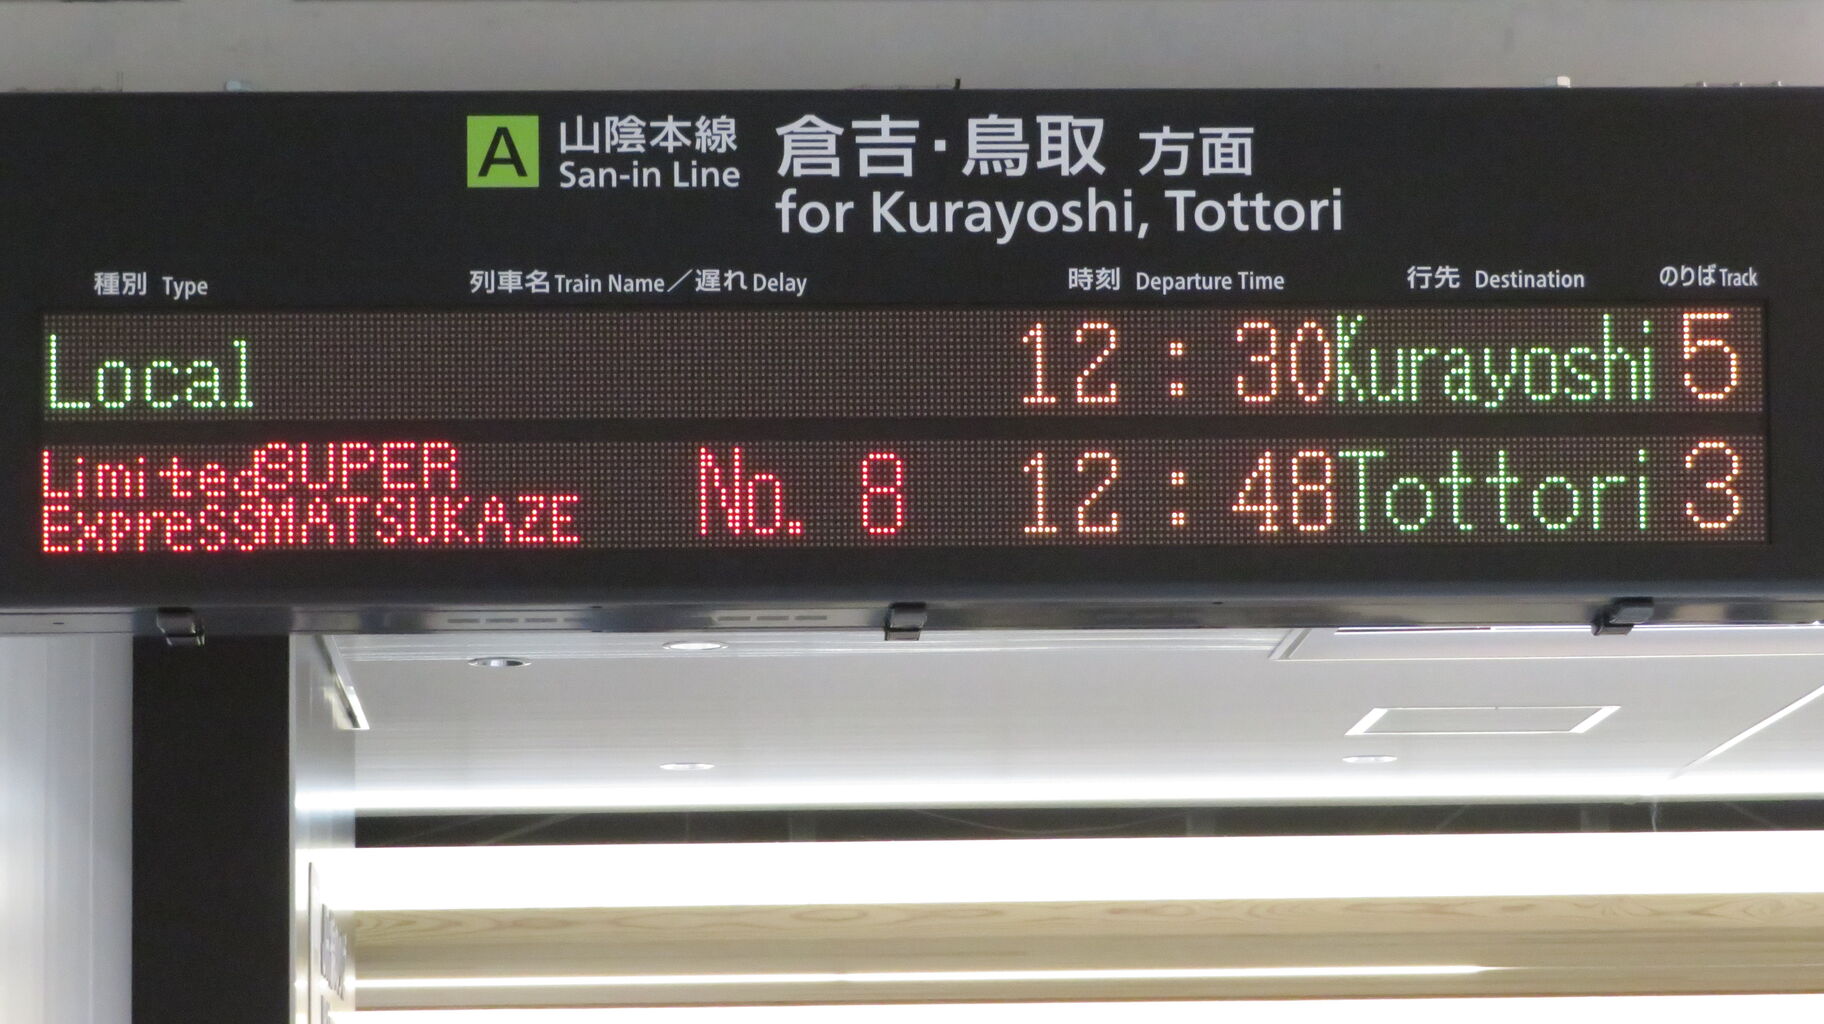 A 山陰本線 倉吉・鳥取 方面
San-in Line for Kurayoshi, Tottori
種別 Type 列車名 Train Name／遅れ Delay 時刻 Departure Time 行先 Destination のりば Track
Local 12:30 Kurayoshi 5
Limited Express SUPER MATSUKAZE No. 8 12:48 Tottori 3